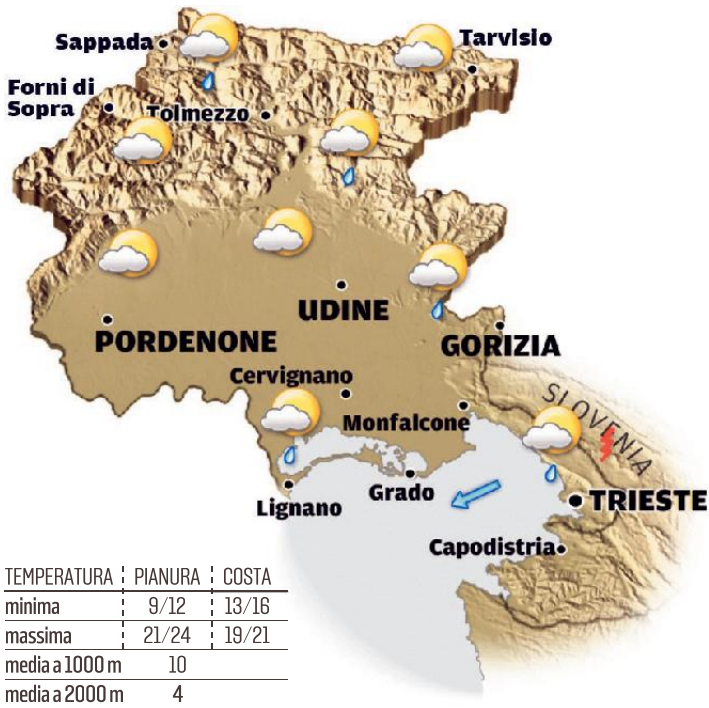 Sappada
Tarvisio
Forni di
Sopra
Tolmezzo
UDINE
PORDENONE
GORIZIA
Cervignano
Monfalcone
SLOVENIA
Lignano
Grado
TRIESTE
Capodistria
TEMPERATURA PIANURA COSTA
minima 9/12 13/16
massima 21/24 19/21
media a 1000 m 10
media a 2000 m 4